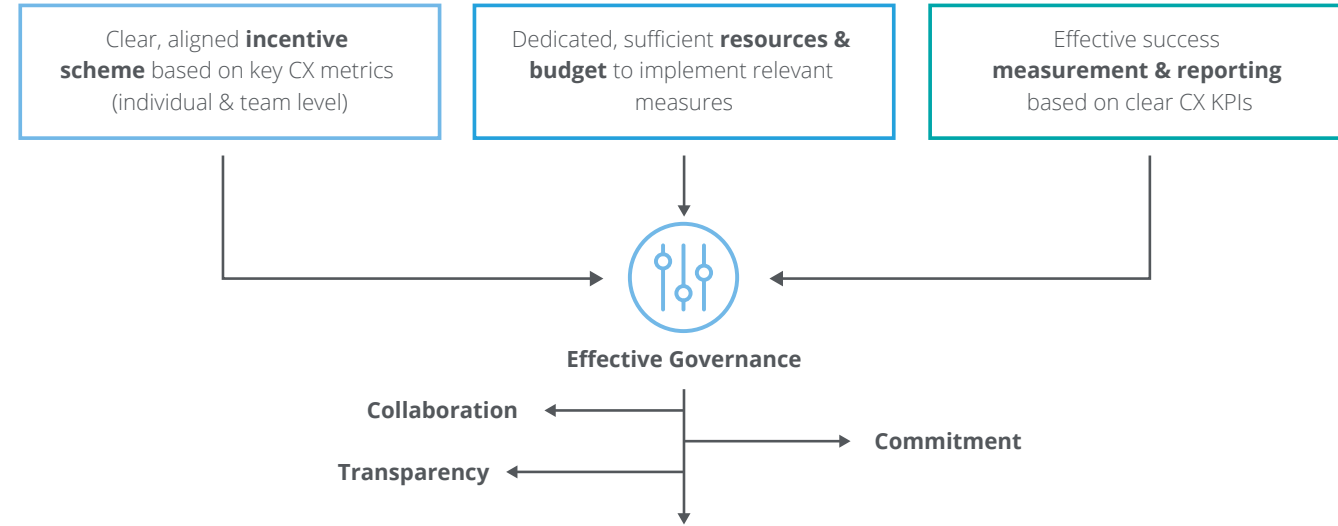 Clear, aligned incentive
scheme based on key CX metrics
(individual & team level)
Dedicated, sufficient resources &
budget to implement relevant
measures
Effective success
measurement & reporting
based on clear CX KPIs
Effective Governance
Collaboration
Commitment
Transparency